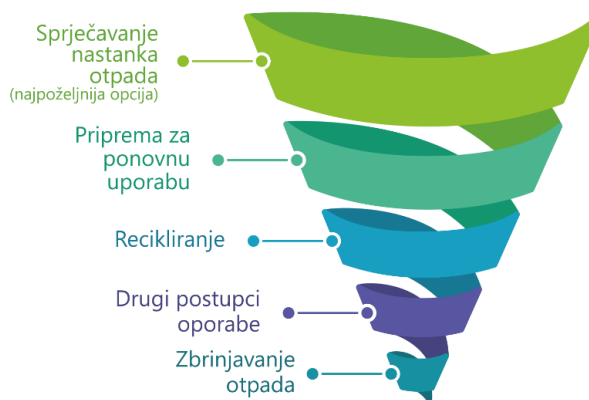 Sprječavanje
nastanka
otpada
(najpoželjnija opcija)
Priprema za
ponovnu
uporabu
Recikliranje
Drugi postupci
oporabe
Zbrinjavanje
otpada